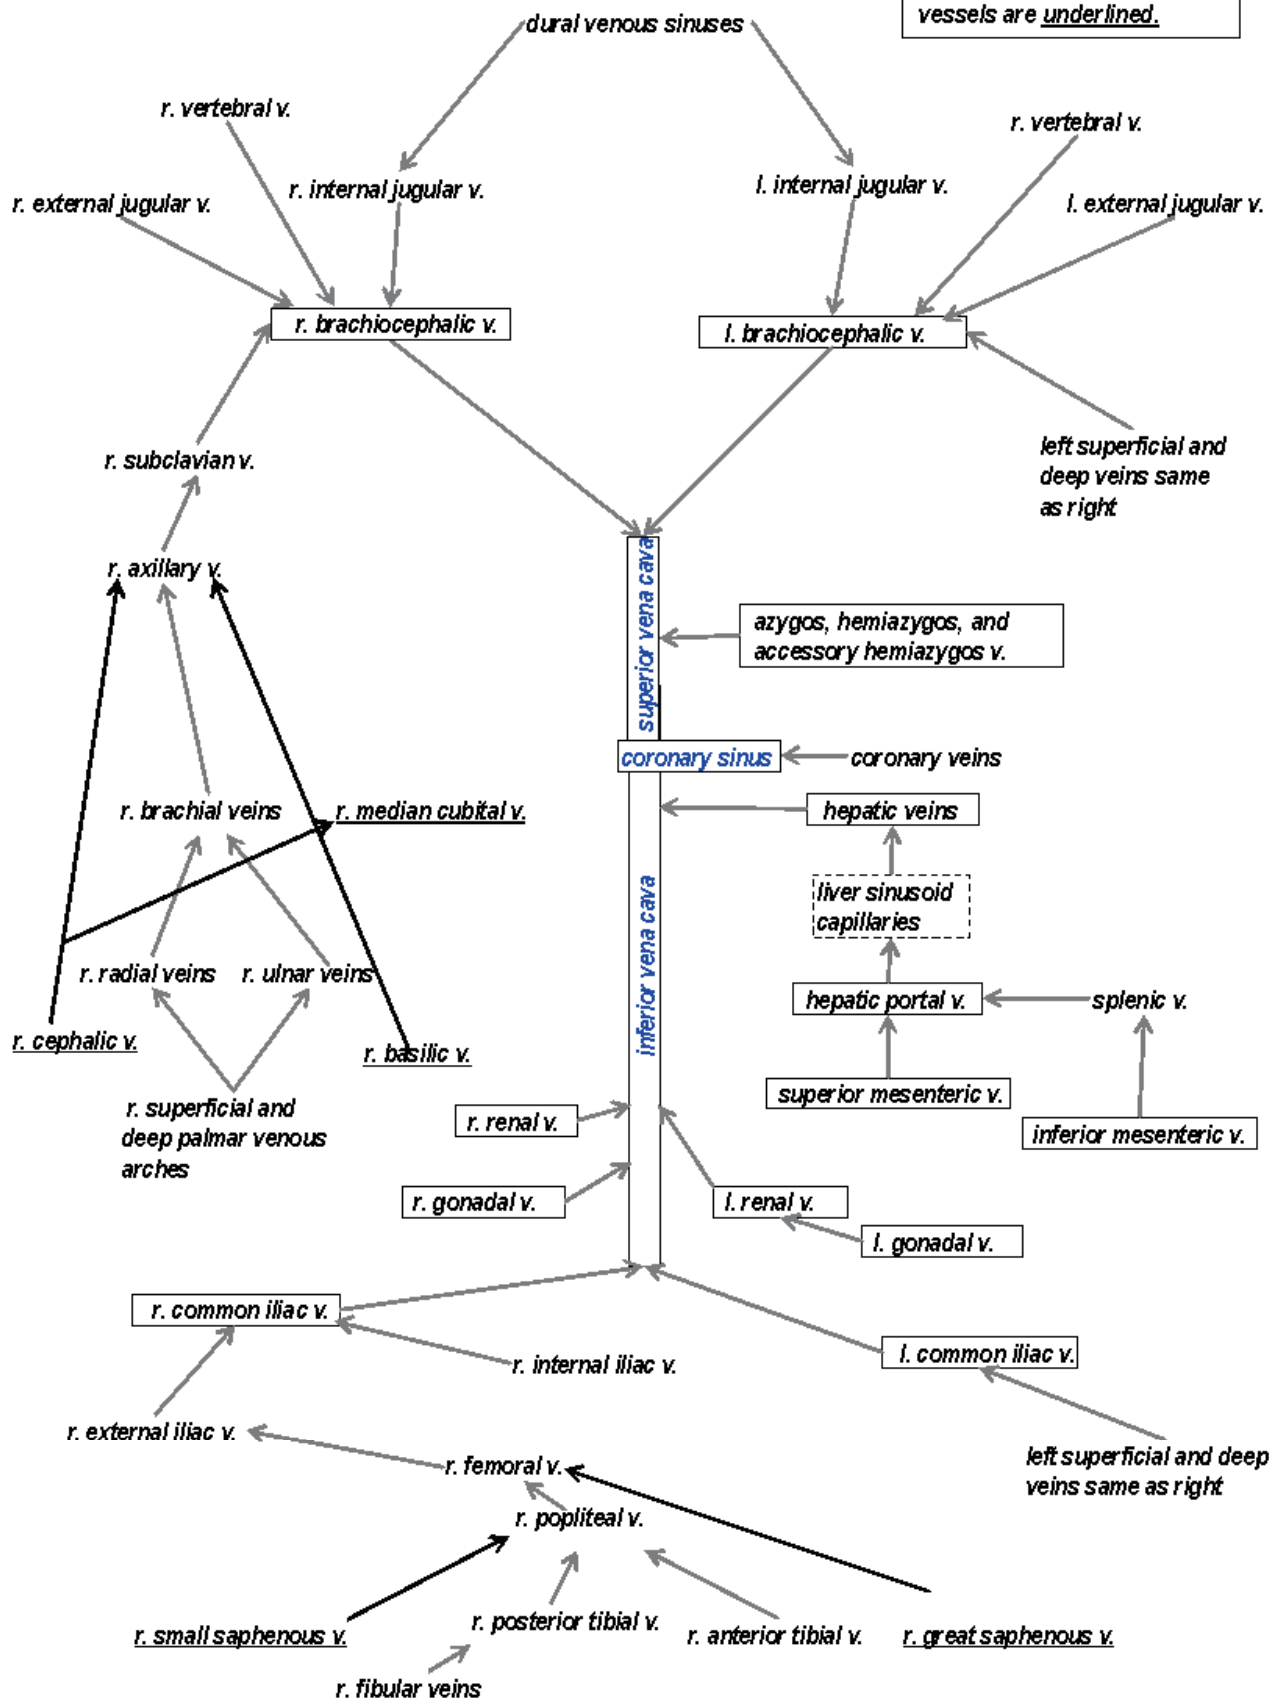 vessels are underlined.
dural venous sinuses
r. vertebral v.
r. vertebral v.
r. internal jugular v.
l. internal jugular v.
r. external jugular v.
l. external jugular v.
r. brachiocephalic v.
l. brachiocephalic v.
left superficial and
deep veins same
as right
r. subclavian v.
r. axillary v.
superior vena cava
azygos, hemiazygos, and
accessory hemiazygos v.
coronary sinus
coronary veins
r. brachial veins
r. median cubital v.
hepatic veins
liver sinusoid
capillaries
inferior vena cava
r. radial veins
r. ulnar veins
hepatic portal v.
splenic v.
r. cephalic v.
r. basilic v.
superior mesenteric v.
r. superficial and
deep palmar venous
arches
r. renal v.
inferior mesenteric v.
r. gonadal v.
l. renal v.
l. gonadal v.
r. common iliac v.
l. common iliac v.
r. internal iliac v.
r. external iliac v.
left superficial and deep
veins same as right
r. femoral v.
r. popliteal v.
r. small saphenous v.
r. posterior tibial v.
r. anterior tibial v.
r. great saphenous v.
r. fibular veins